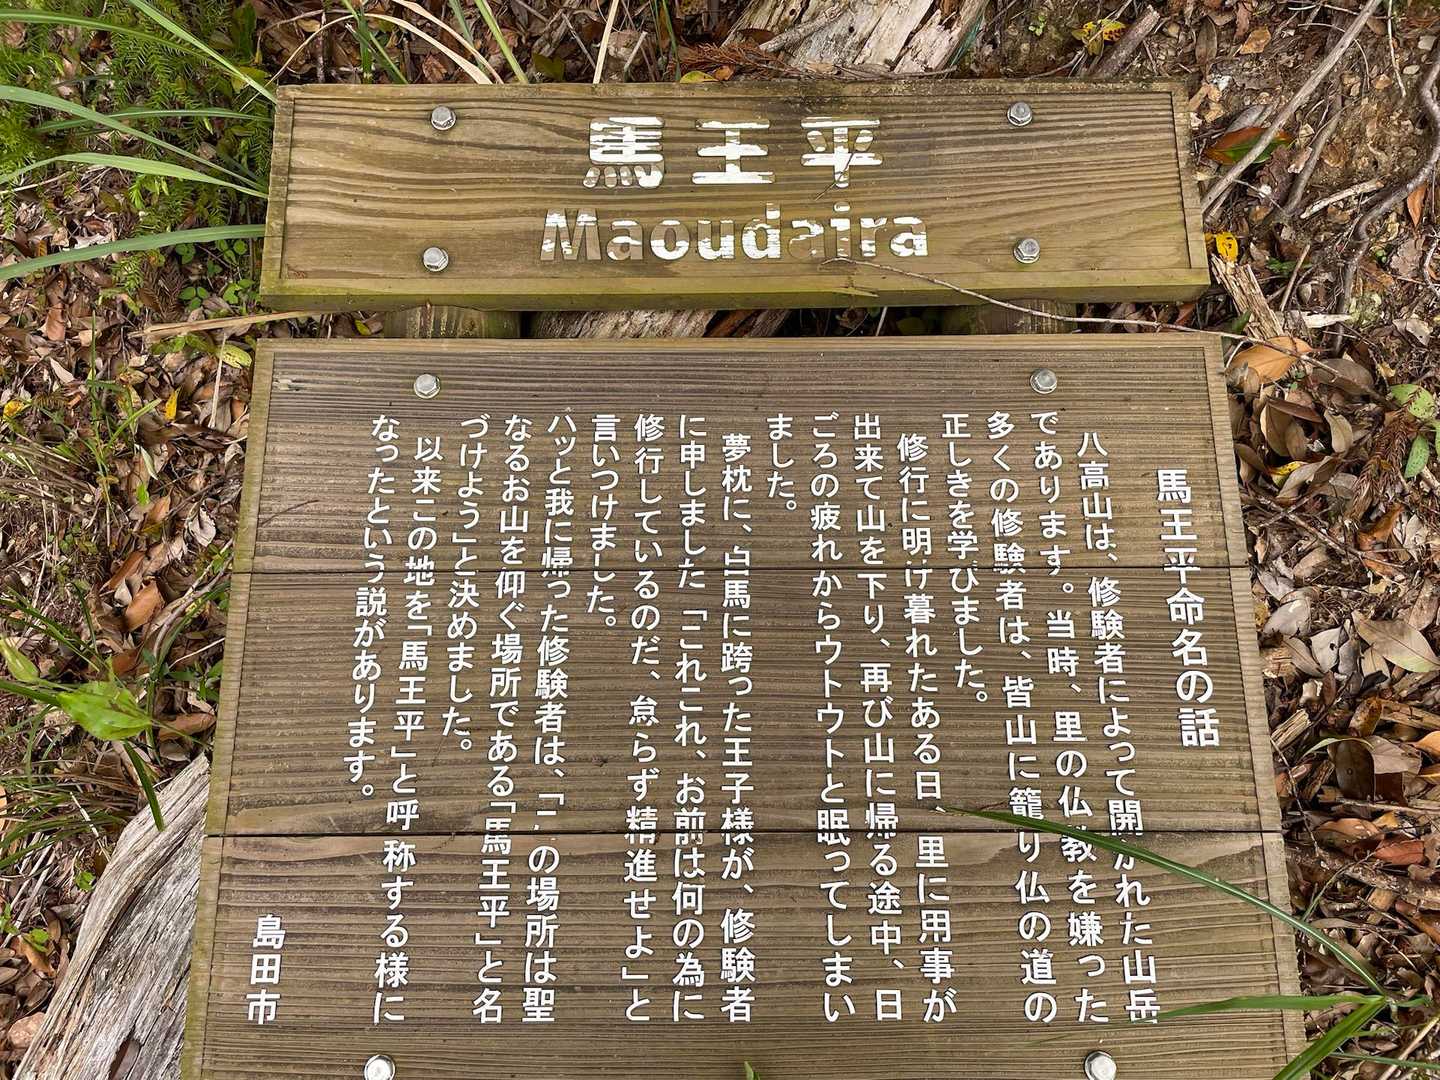 馬王平
Maoudaira
馬王平命名の話
八高山は、修験者によって開かれた山岳
であります。当時、里の仏教を嫌った
多くの修験者は、皆山に籠り仏の道の
正しきを学びました。
修行に明け暮れたある日、里に用事が
出来て山を下り、再び山に帰る途中、日
ごろの疲れからウトウトと眠ってしまい
ました。
夢枕に、白馬に跨った王子様が、修験者
に申しました「これこれ、お前は何の為に
修行しているのだ、怠らず精進せよ」と
言いつけました。
ハッと我に帰った修験者は、「この場所は聖
なるお山を仰ぐ場所である「馬王平」と名
づけよう」と決めました。
以来この地を「馬王平」と呼称する様に
なったという説があります。
島田市